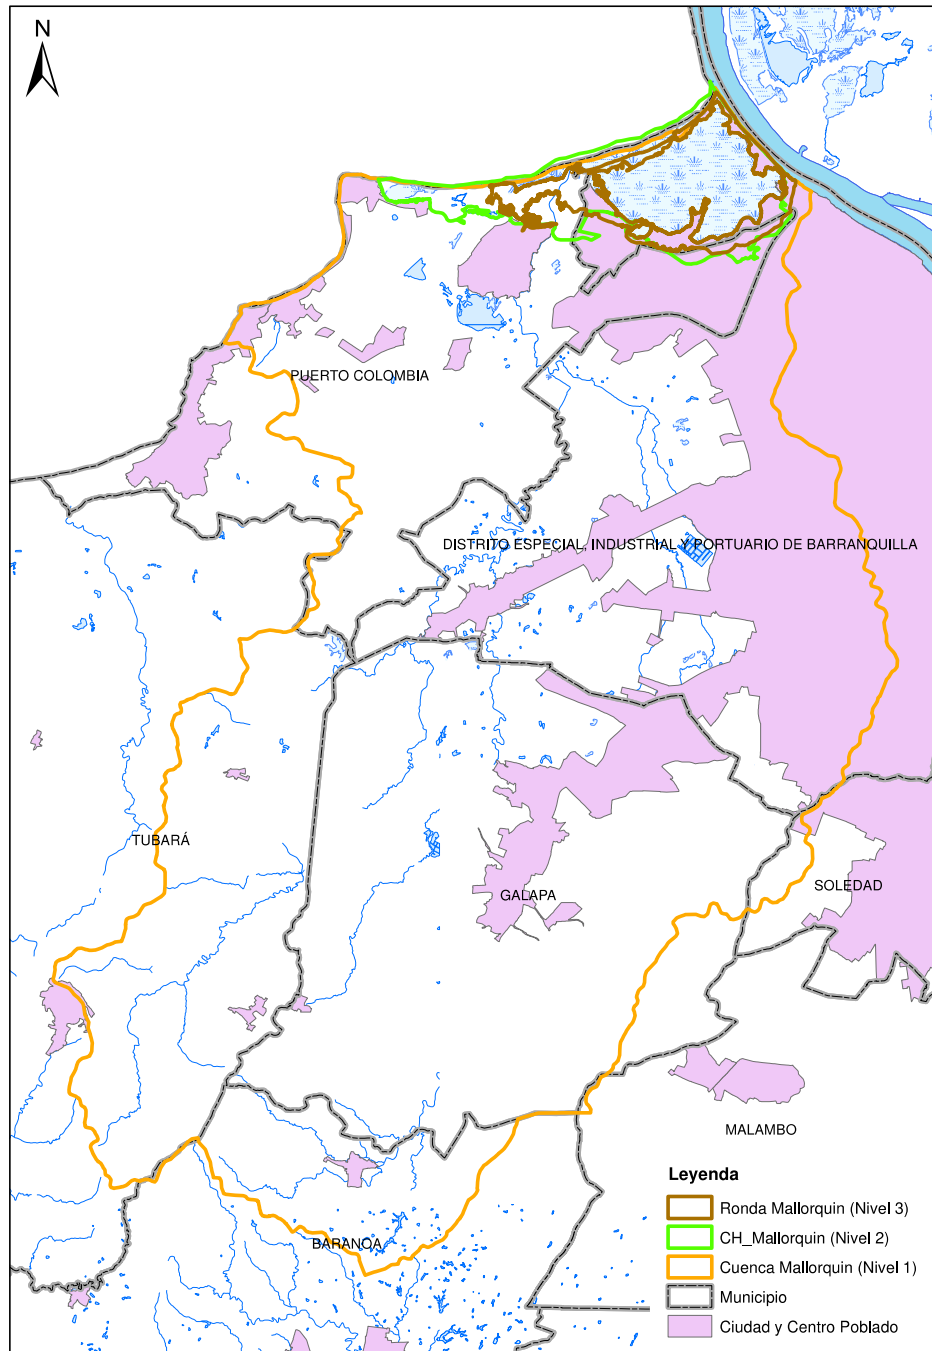 N
PUERTO COLOMBIA
DISTRITO ESPECIAL, INDUSTRIAL Y PORTUARIO DE BARRANQUILLA
TUBARÁ
GALAPA
SOLEDAD
MALAMBO
BARANOA
Leyenda
Ronda Mallorquin (Nivel 3)
CH_Mallorquin (Nivel 2)
Cuenca Mallorquin (Nivel 1)
Municipio
Ciudad y Centro Poblado